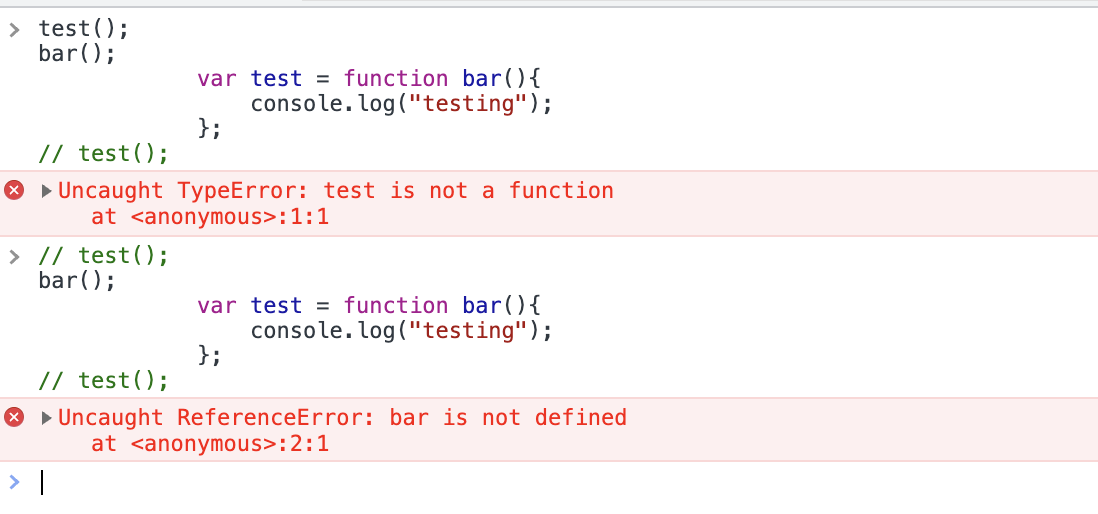 > test();
bar();
            var test = function bar(){
                console.log("testing");
            };
// test();
Uncaught TypeError: test is not a function
    at <anonymous>:1:1
> // test();
bar();
            var test = function bar(){
                console.log("testing");
            };
// test();
Uncaught ReferenceError: bar is not defined
    at <anonymous>:2:1
>